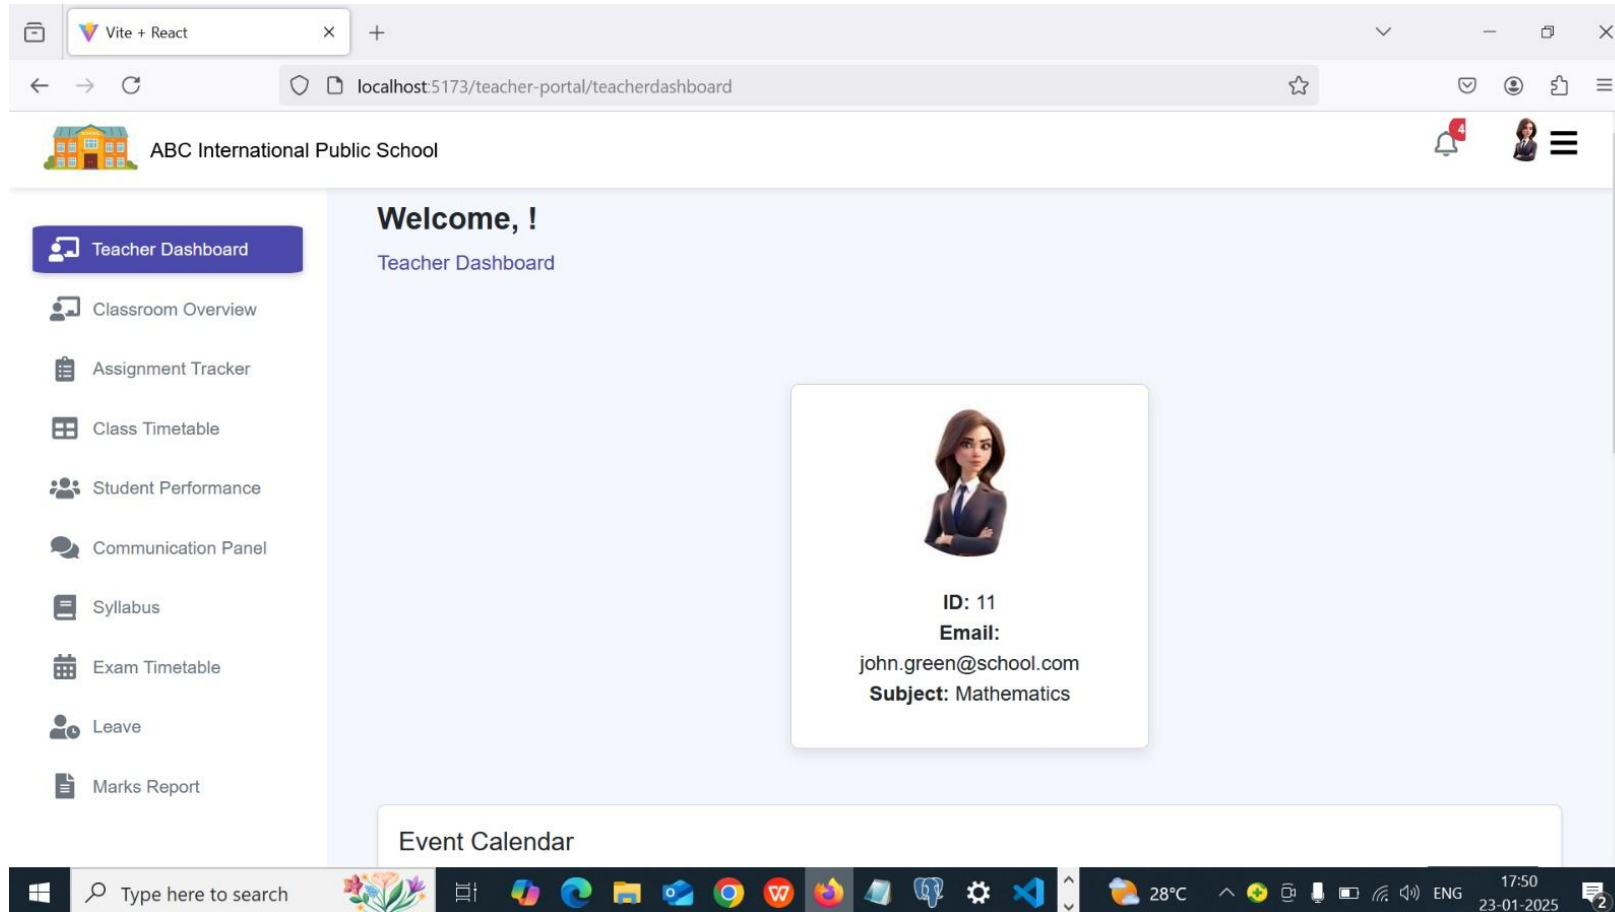 Vite + React
localhost:5173/teacher-portal/teacherdashboard
ABC International Public School
4
Welcome, !
Teacher Dashboard
Teacher Dashboard
Classroom Overview
Assignment Tracker
Class Timetable
Student Performance
Communication Panel
Syllabus
Exam Timetable
Leave
Marks Report
ID: 11
Email:
john.green@school.com
Subject: Mathematics
Event Calendar
Type here to search
28°C
ENG
17:50
23-01-2025
2